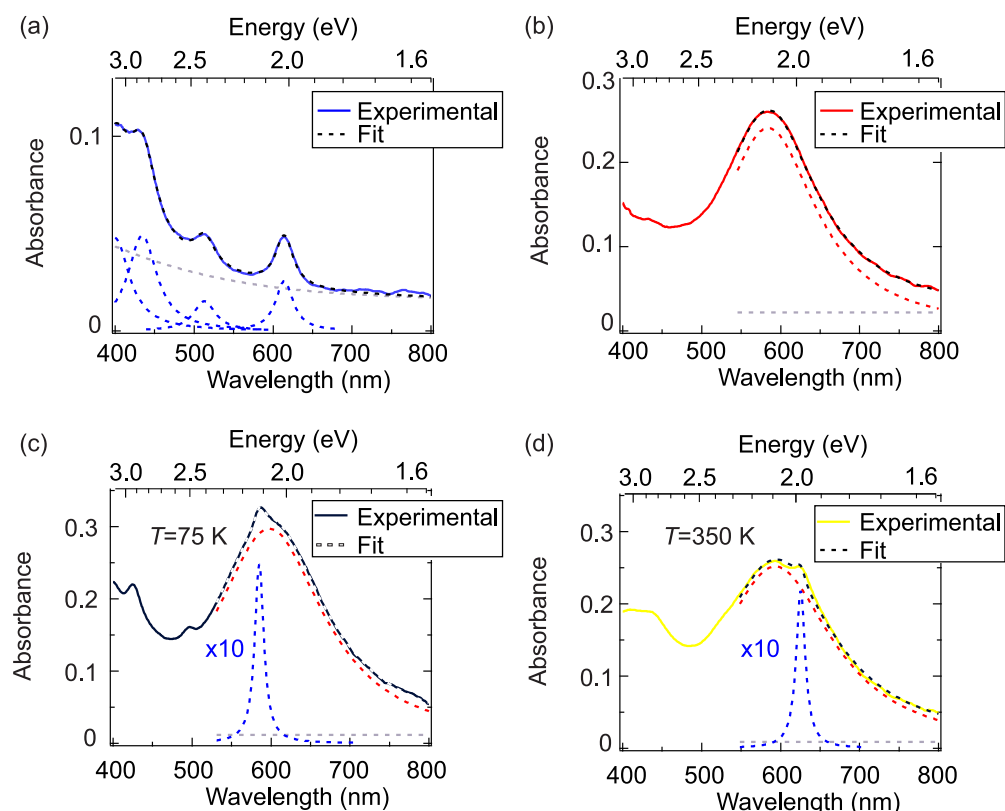 (a)
Energy (eV)
3.0 2.5 2.0 1.6
Experimental
Fit
0.1
0
Absorbance
400 500 600 700 800
Wavelength (nm)
(b)
Energy (eV)
3.0 2.5 2.0 1.6
Experimental
Fit
0.3
0.2
0.1
0
Absorbance
400 500 600 700 800
Wavelength (nm)
(c)
Energy (eV)
3.0 2.5 2.0 1.6
T=75 K
Experimental
Fit
x10
0.3
0.2
0.1
0
Absorbance
400 500 600 700 800
Wavelength (nm)
(d)
Energy (eV)
3.0 2.5 2.0 1.6
T=350 K
Experimental
Fit
x10
0.3
0.2
0.1
0
Absorbance
400 500 600 700 800
Wavelength (nm)